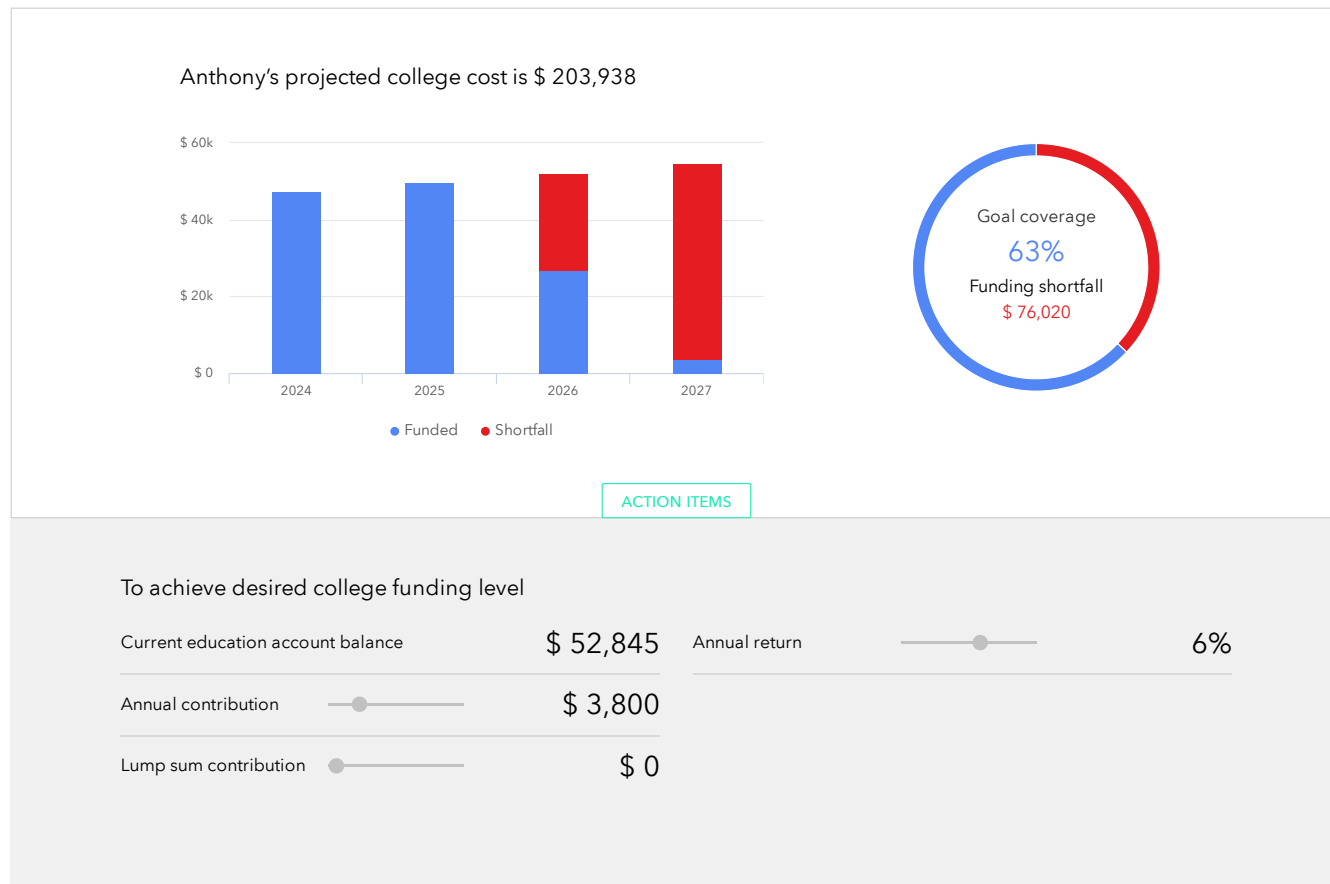 Anthony’s projected college cost is $ 203,938
$ 60k
$ 40k
$ 20k
$ 0
2024 2025 2026 2027
Funded Shortfall
Goal coverage
63%
Funding shortfall
$ 76,020
ACTION ITEMS
To achieve desired college funding level
Current education account balance $ 52,845
Annual contribution $ 3,800
Lump sum contribution $ 0
Annual return 6%